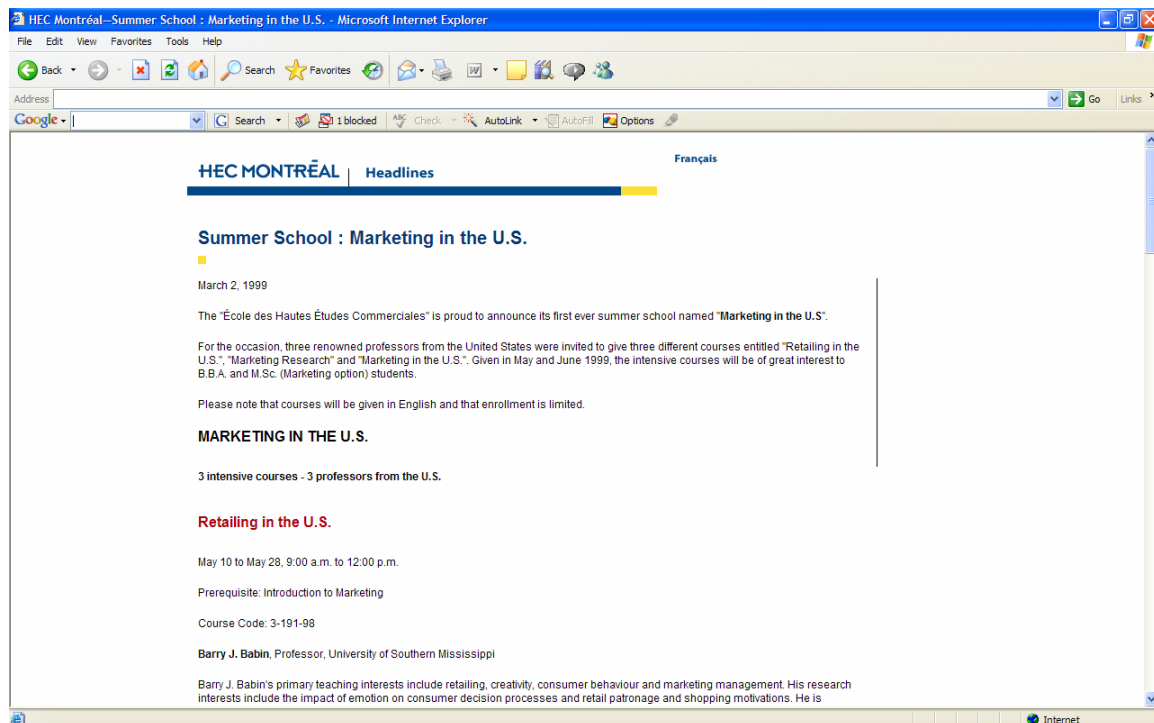 HEC Montréal—Summer School : Marketing in the U.S. - Microsoft Internet Explorer
File Edit View Favorites Tools Help
Back Search Favorites
Address Go Links
Google Search 1 blocked Check AutoLink AutoFill Options
Français
HEC MONTRĒAL | Headlines
Summer School : Marketing in the U.S.
March 2, 1999
The "École des Hautes Études Commerciales" is proud to announce its first ever summer school named "Marketing in the U.S".
For the occasion, three renowned professors from the United States were invited to give three different courses entitled "Retailing in the
U.S.", "Marketing Research" and "Marketing in the U.S.". Given in May and June 1999, the intensive courses will be of great interest to
B.B.A. and M.Sc. (Marketing option) students.
Please note that courses will be given in English and that enrollment is limited.
MARKETING IN THE U.S.
3 intensive courses - 3 professors from the U.S.
Retailing in the U.S.
May 10 to May 28, 9:00 a.m. to 12:00 p.m.
Prerequisite: Introduction to Marketing
Course Code: 3-191-98
Barry J. Babin, Professor, University of Southern Mississippi
Barry J. Babin's primary teaching interests include retailing, creativity, consumer behaviour and marketing management. His research
interests include the impact of emotion on consumer decision processes and retail patronage and shopping motivations. He is
Internet